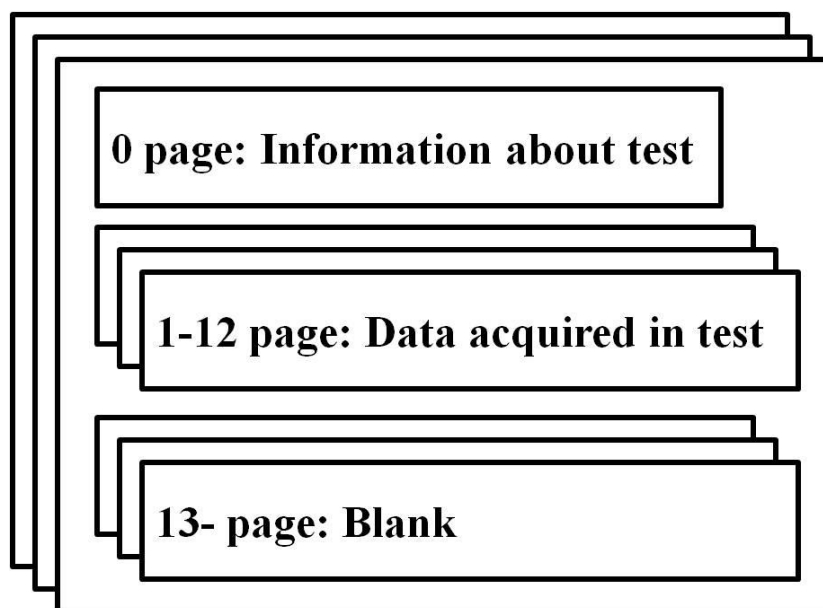 0 page: Information about test
1-12 page: Data acquired in test
13- page: Blank